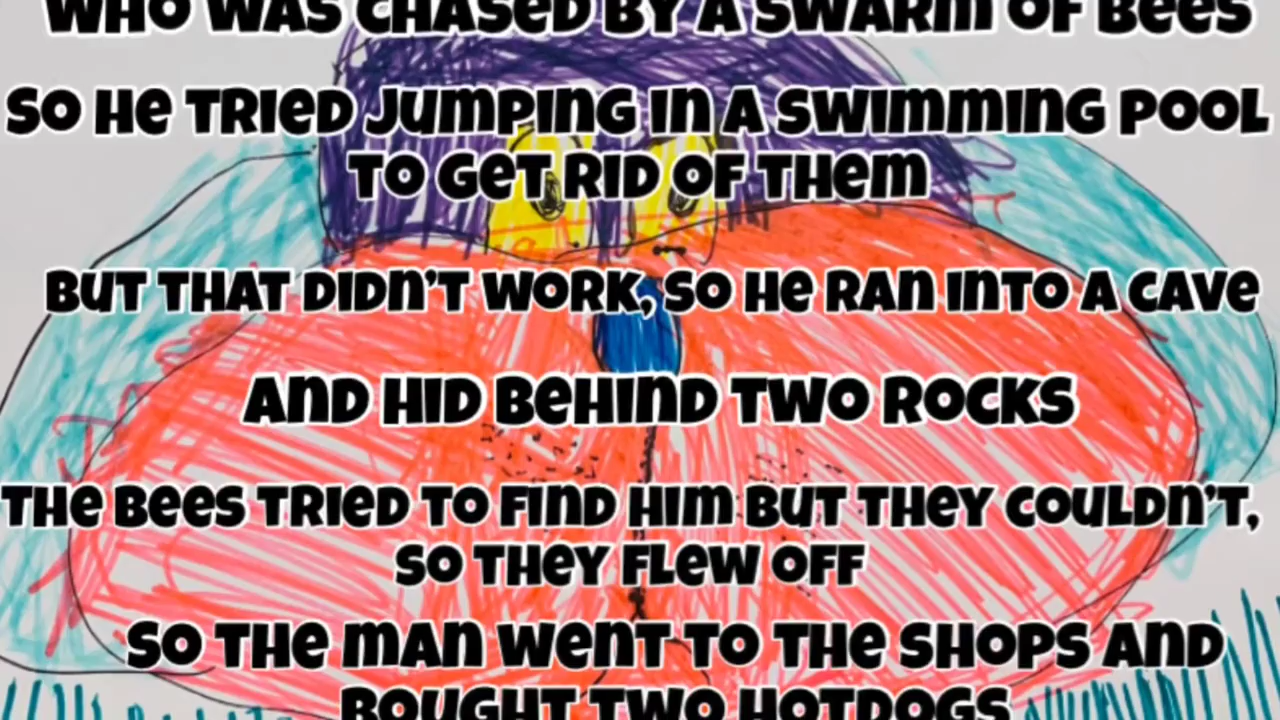 WHO WAS CHASED BY A SWARM OF BEES
SO HE TRIED JUMPING IN A SWIMMING POOL
TO GET RID OF THEM
BUT THAT DIDN'T WORK, SO HE RAN INTO A CAVE
AND HID BEHIND TWO ROCKS
THE BEES TRIED TO FIND HIM BUT THEY COULDN'T,
SO THEY FLEW OFF
SO THE MAN WENT TO THE SHOPS AND
BOUGHT TWO HOTDOGS